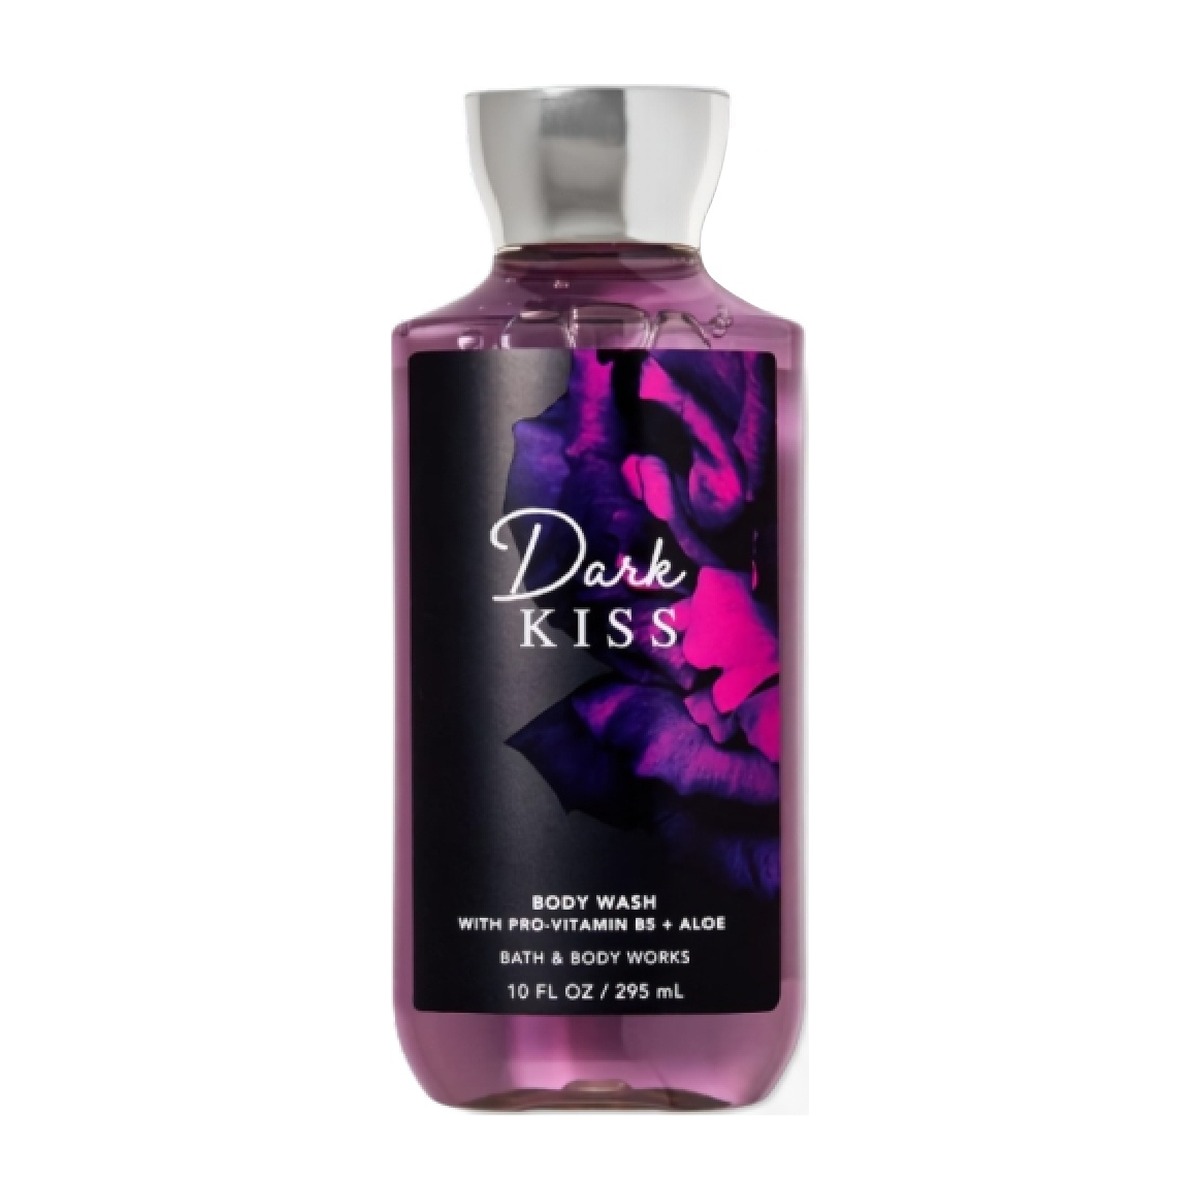 Dark
KISS
BODY WASH
WITH PRO-VITAMIN B5 + ALOE
BATH & BODY WORKS
10 FL OZ / 295 mL